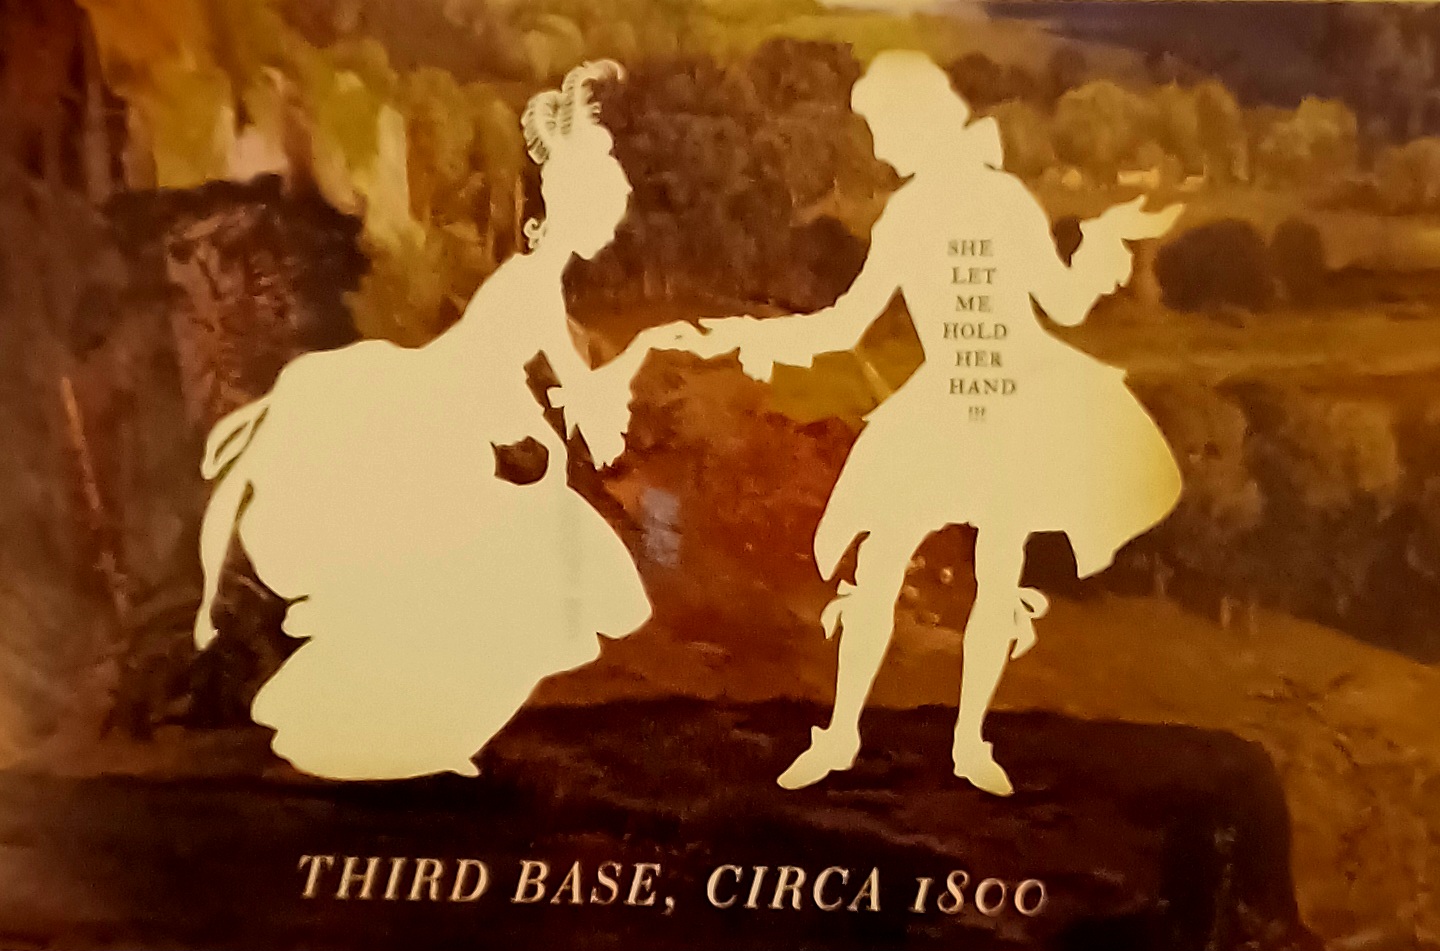 SHE
LET
ME
HOLD
HER
HAND
!!!
THIRD BASE, CIRCA 1800